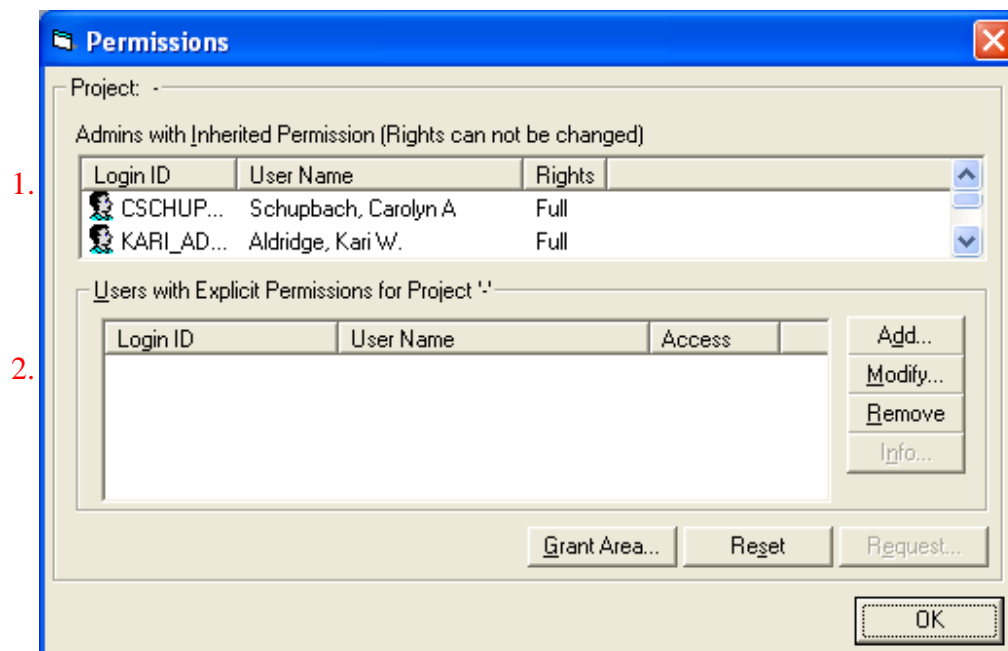 Permissions
Project: -
Admins with Inherited Permission (Rights can not be changed)
1.
Login ID User Name Rights
CSCHUP... Schupbach, Carolyn A Full
KARI_AD... Aldridge, Kari W. Full
Users with Explicit Permissions for Project '-'
2.
Login ID User Name Access
Add...
Modify...
Remove
Info...
Grant Area... Reset Request...
OK